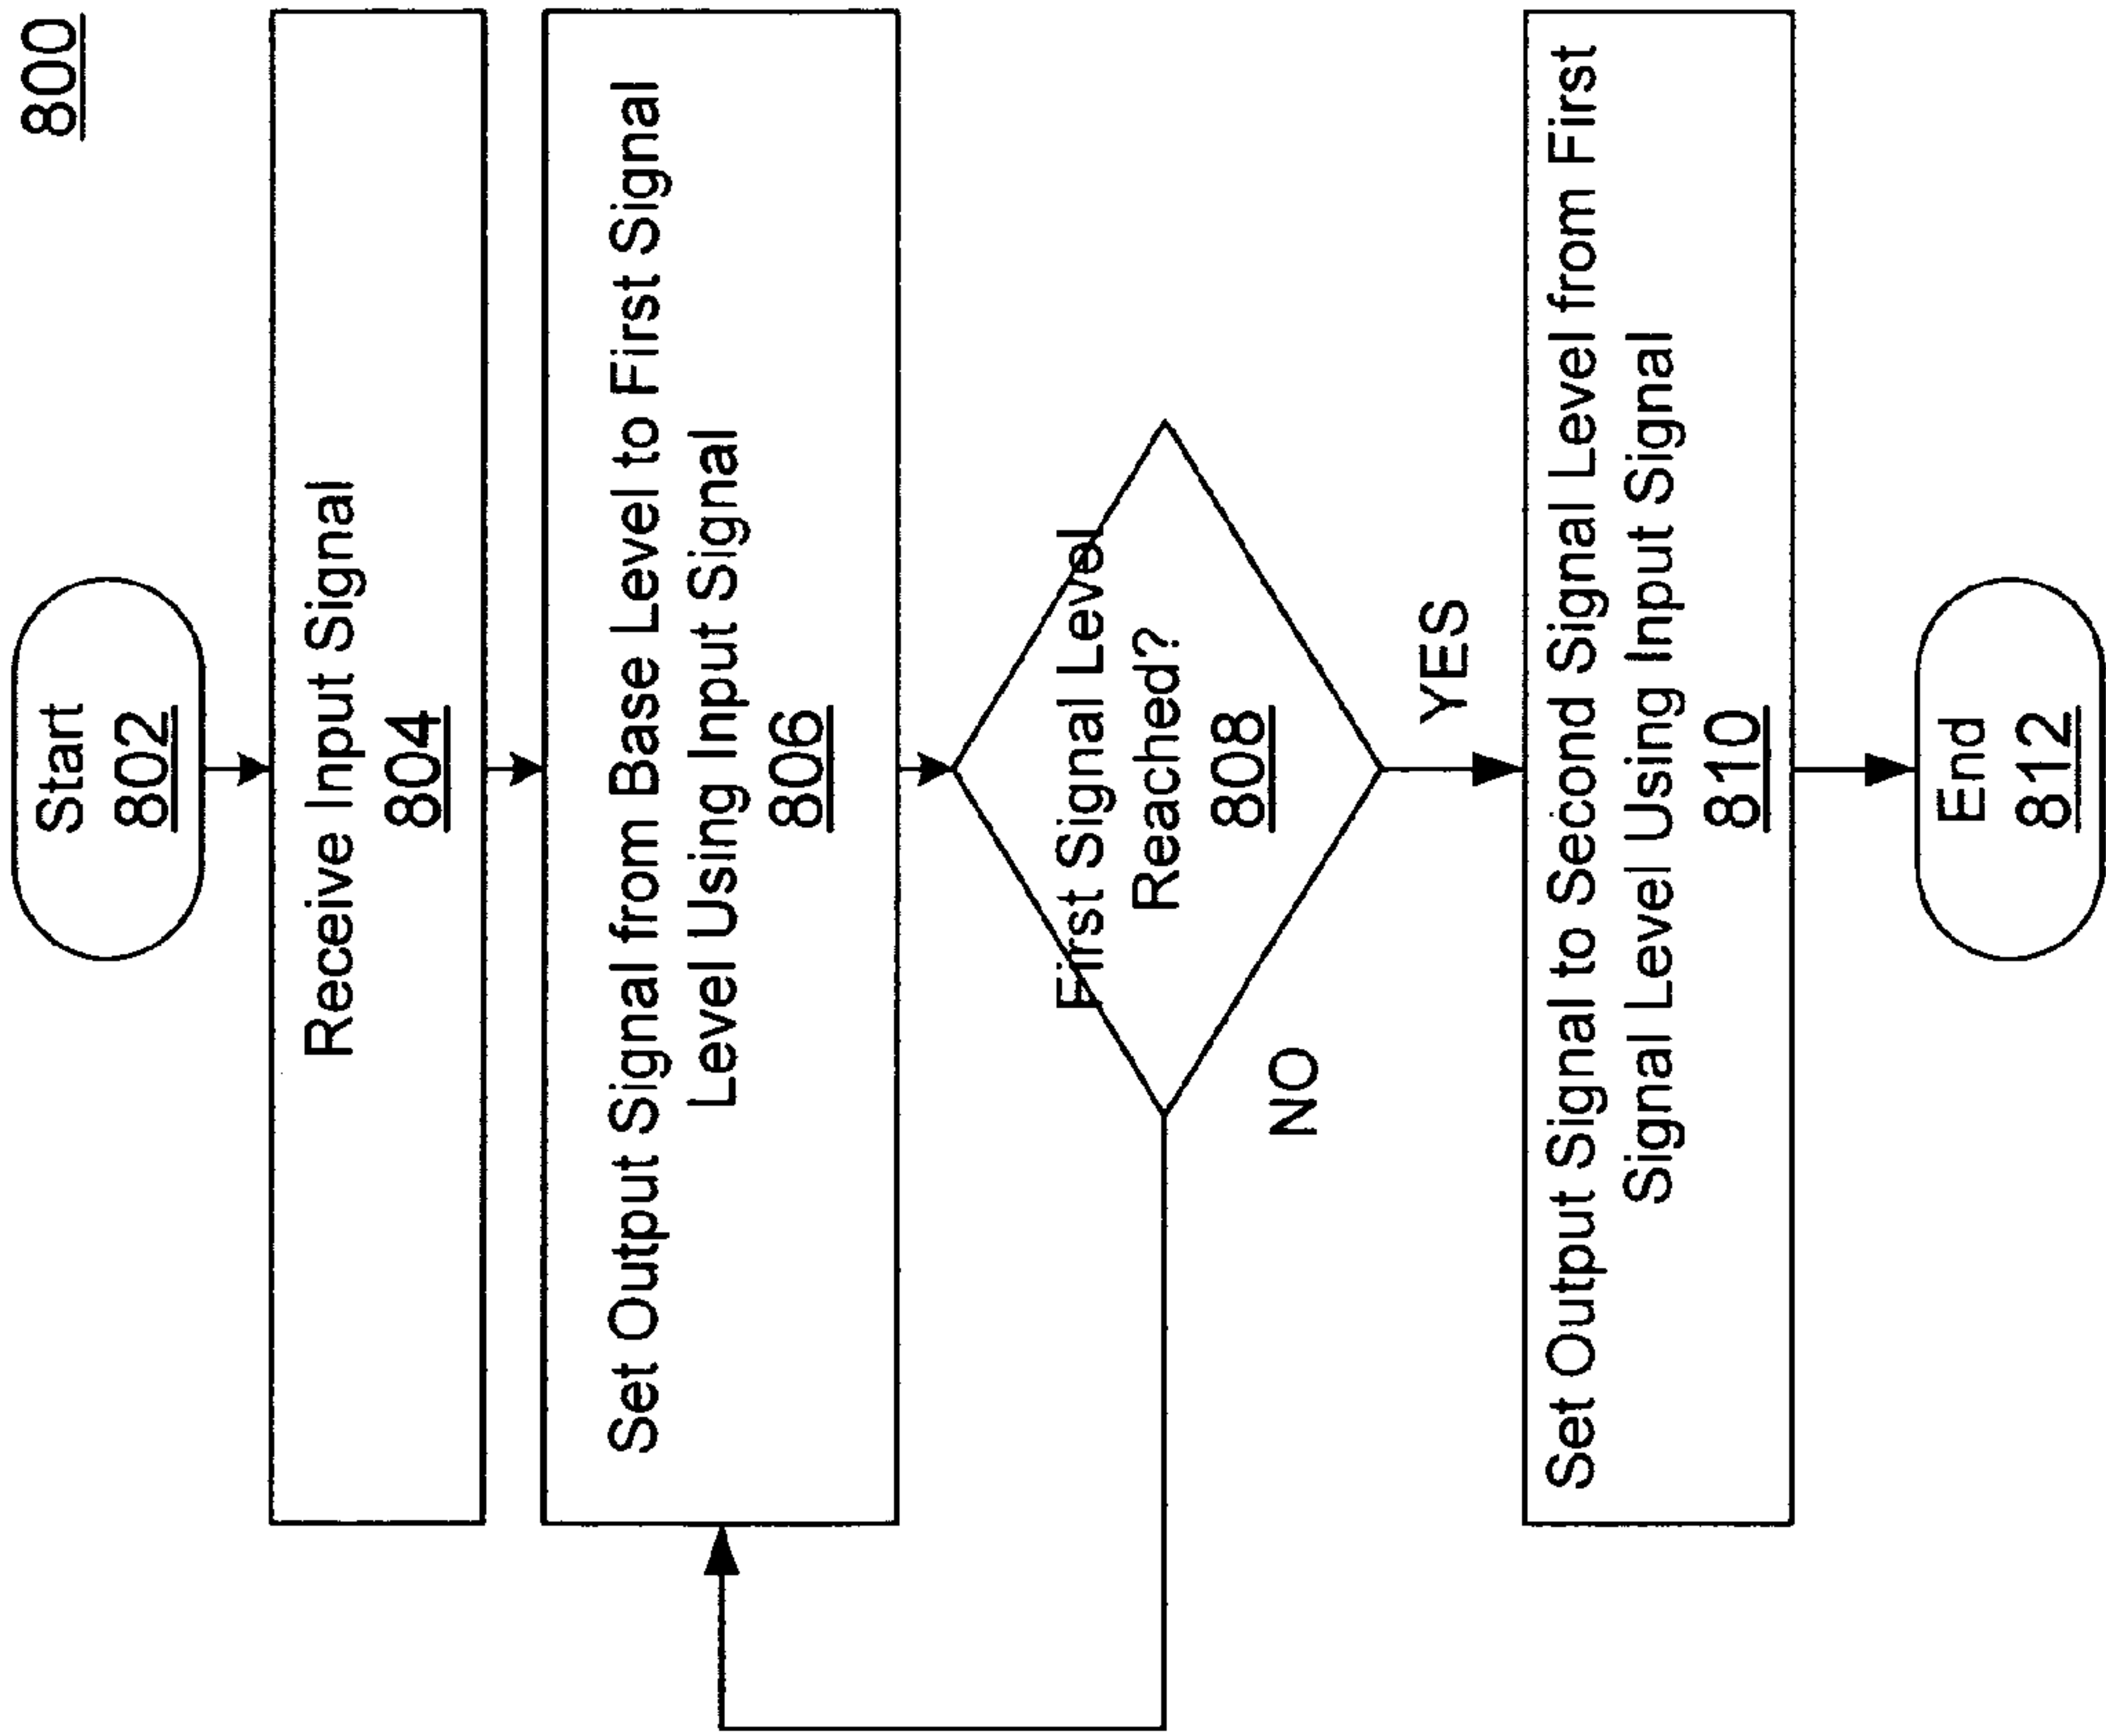 800
Start
802
Receive Input Signal
804
Set Output Signal from Base Level to First Signal
Level Using Input Signal
806
First Signal Level
Reached?
808
NO
YES
Set Output Signal to Second Signal Level from First
Signal Level Using Input Signal
810
End
812